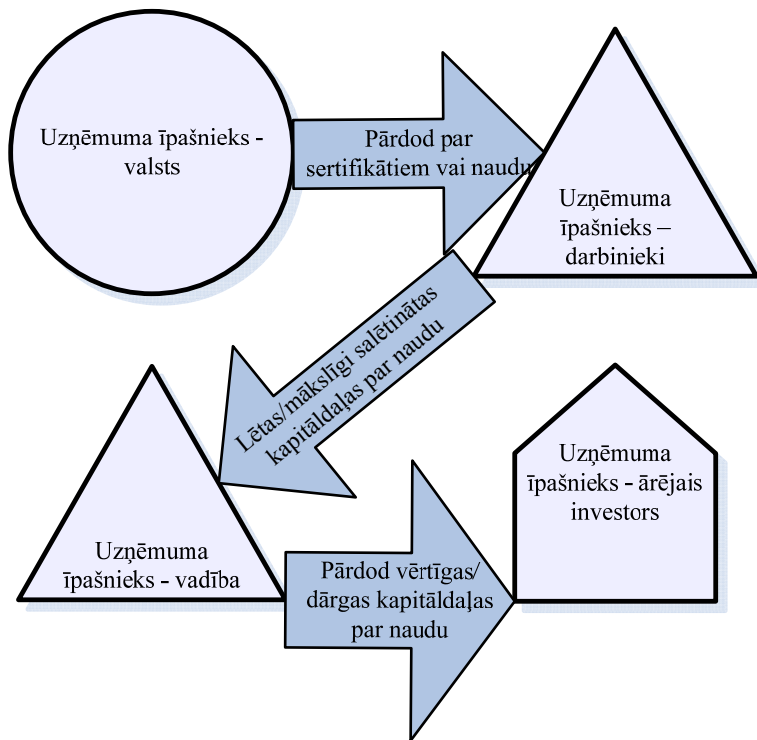 Uzņēmuma īpašnieks -
valsts
Pārdod par
sertifikātiem vai naudu
Uzņēmuma
īpašnieks –
darbinieki
Lētas/mākslīgi salētinātas
kapitāldaļas par naudu
Uzņēmuma
īpašnieks - vadība
Pārdod vērtīgas/
dārgas kapitāldaļas
par naudu
Uzņēmuma
īpašnieks - ārējais
investors